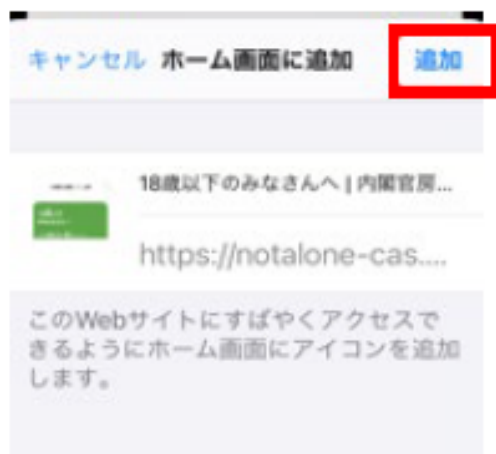 キャンセル ホーム画面に追加 追加
18歳以下のみなさんへ | 内閣官房...
https://notalone-cas....
このWebサイトにすばやくアクセスで
きるようにホーム画面にアイコンを追加
します。